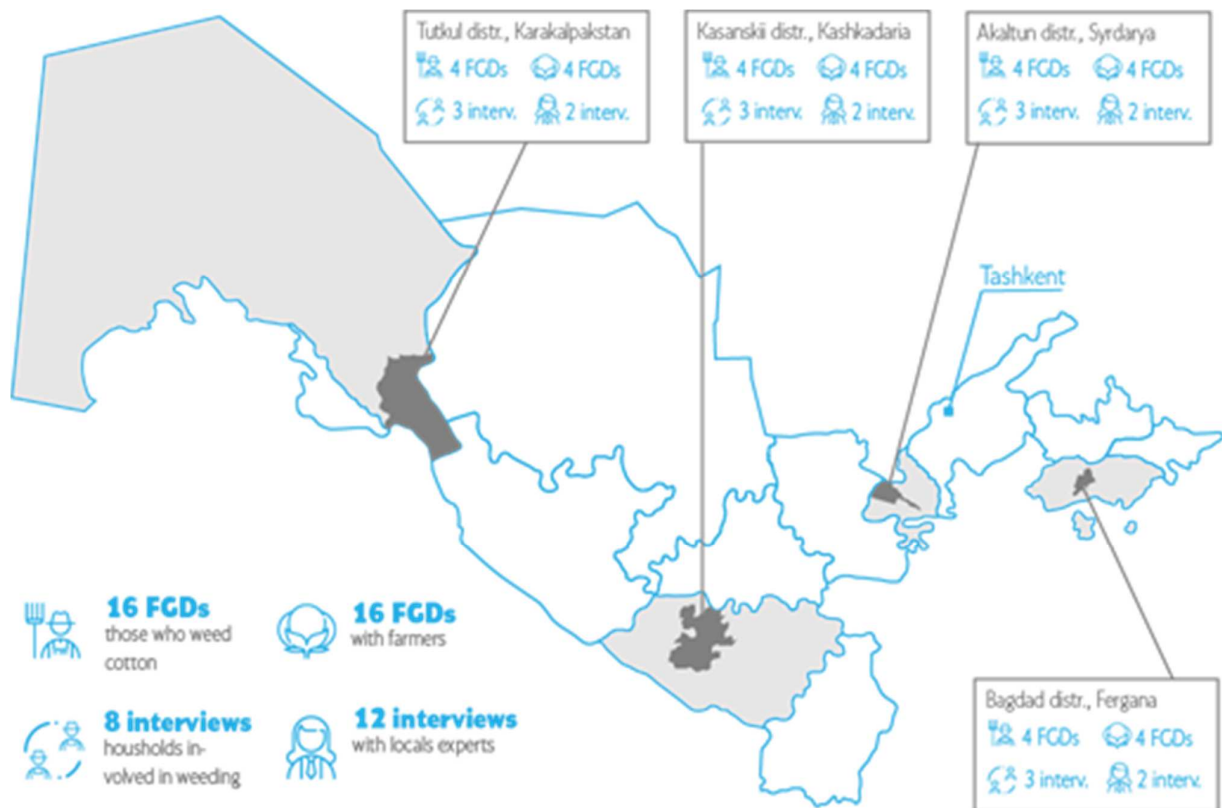 Tutkul distr., Karakalpakstan
4 FGDs 4 FGDs
3 interv. 2 interv.
Kasanskii distr., Kashkadaria
4 FGDs 4 FGDs
3 interv. 2 interv.
Akaltun distr., Syrdarya
4 FGDs 4 FGDs
3 interv. 2 interv.
Tashkent
16 FGDs
those who weed
cotton
16 FGDs
with farmers
8 interviews
housholds in-
volved in weeding
12 interviews
with locals experts
Bagdad distr., Fergana
4 FGDs 4 FGDs
3 interv. 2 interv.